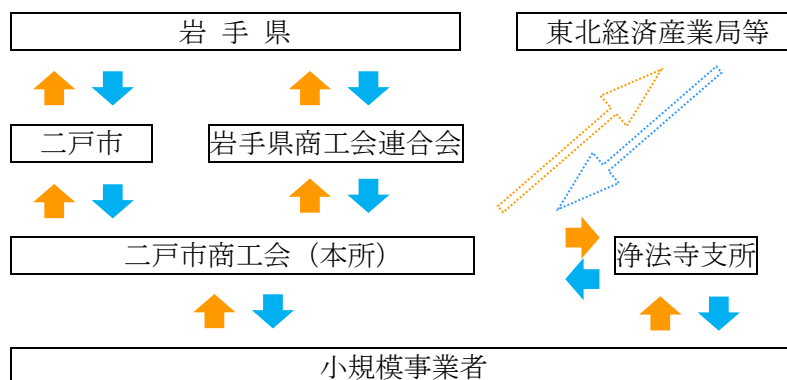 岩 手 県
東北経済産業局等
二戸市
岩手県商工会連合会
二戸市商工会（本所）
浄法寺支所
小規模事業者